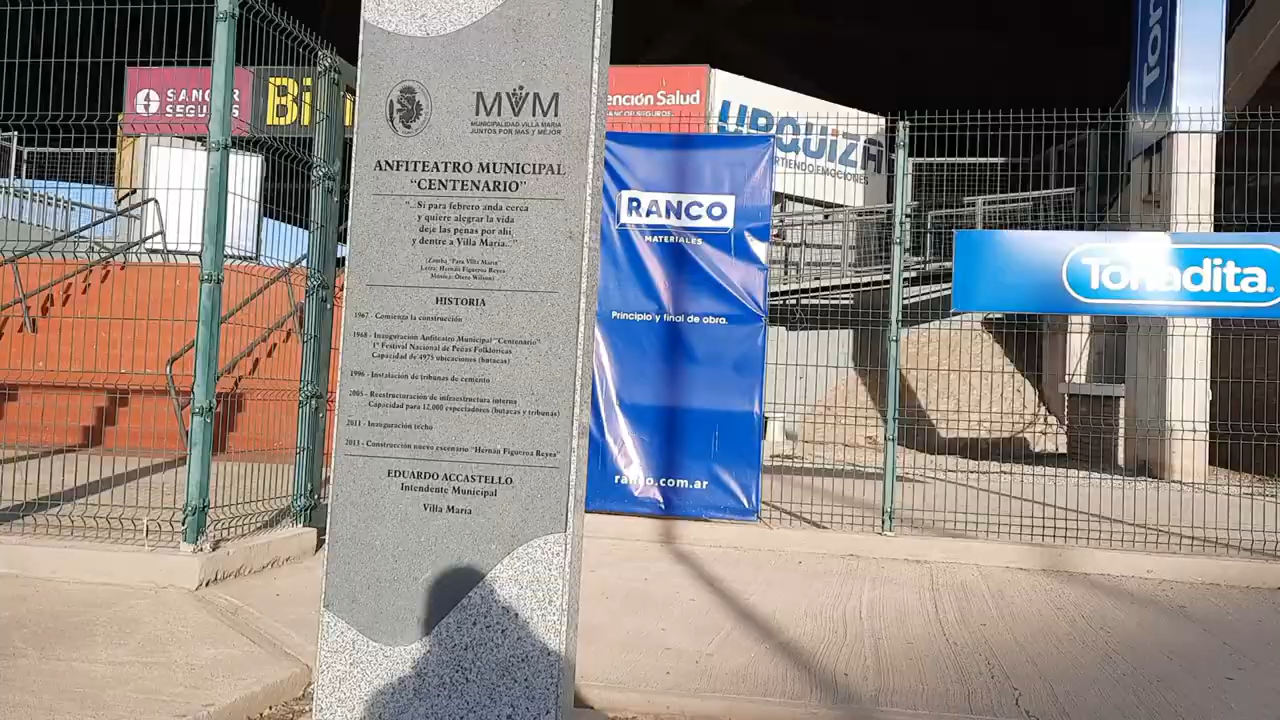 SANCOR
SEGUROS
Bi
MVM
MUNICIPALIDAD VILLA MARIA
JUNTOS POR MAS Y MEJOR
ANFITEATRO MUNICIPAL
“CENTENARIO”
"...Si para febrero anda cerca
y quiere alegrar la vida
deje las penas por ahí
y dentre a Villa María..."
Zamba "Para Villa María"
Letra: Hernán Figueroa Reyes
Música: Otero Wilson
HISTORIA
1967 - Comienza la construcción
1968 - Inauguración Anfiteatro Municipal "Centenario"
1º Festival Nacional de Peñas Folklóricas
Capacidad de 4975 ubicaciones (butacas)
1996 - Instalación de tribunas de cemento
2005 - Reestructuración de infraestructura interna
Capacidad para 12.000 espectadores (butacas y tribunas)
2011 - Inauguración techo
2013 - Construcción nuevo escenario "Hernán Figueroa Reyes"
EDUARDO ACCASTELLO
Intendente Municipal
Villa María
ención Salud
SANCOR SEGUROS
URQUIZA
RTIENDO EMOCIONES
RANCO
MATERIALES
Principio y final de obra.
ranco.com.ar
Ton
Tonadita